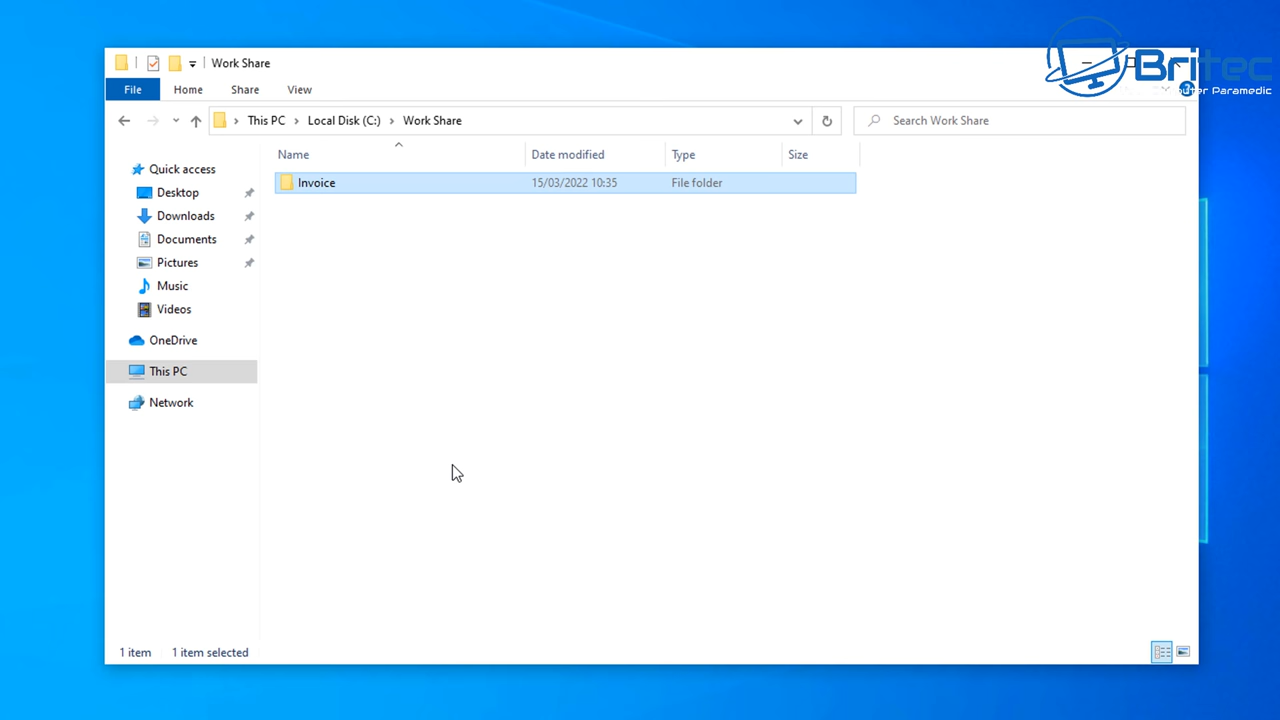 Work Share
Britec
File Home Share View
puter Paramedic
This PC Local Disk (C:) Work Share
Search Work Share
Name Date modified Type Size
Invoice 15/03/2022 10:35 File folder
Quick access
Desktop
Downloads
Documents
Pictures
Music
Videos
OneDrive
This PC
Network
1 item 1 item selected